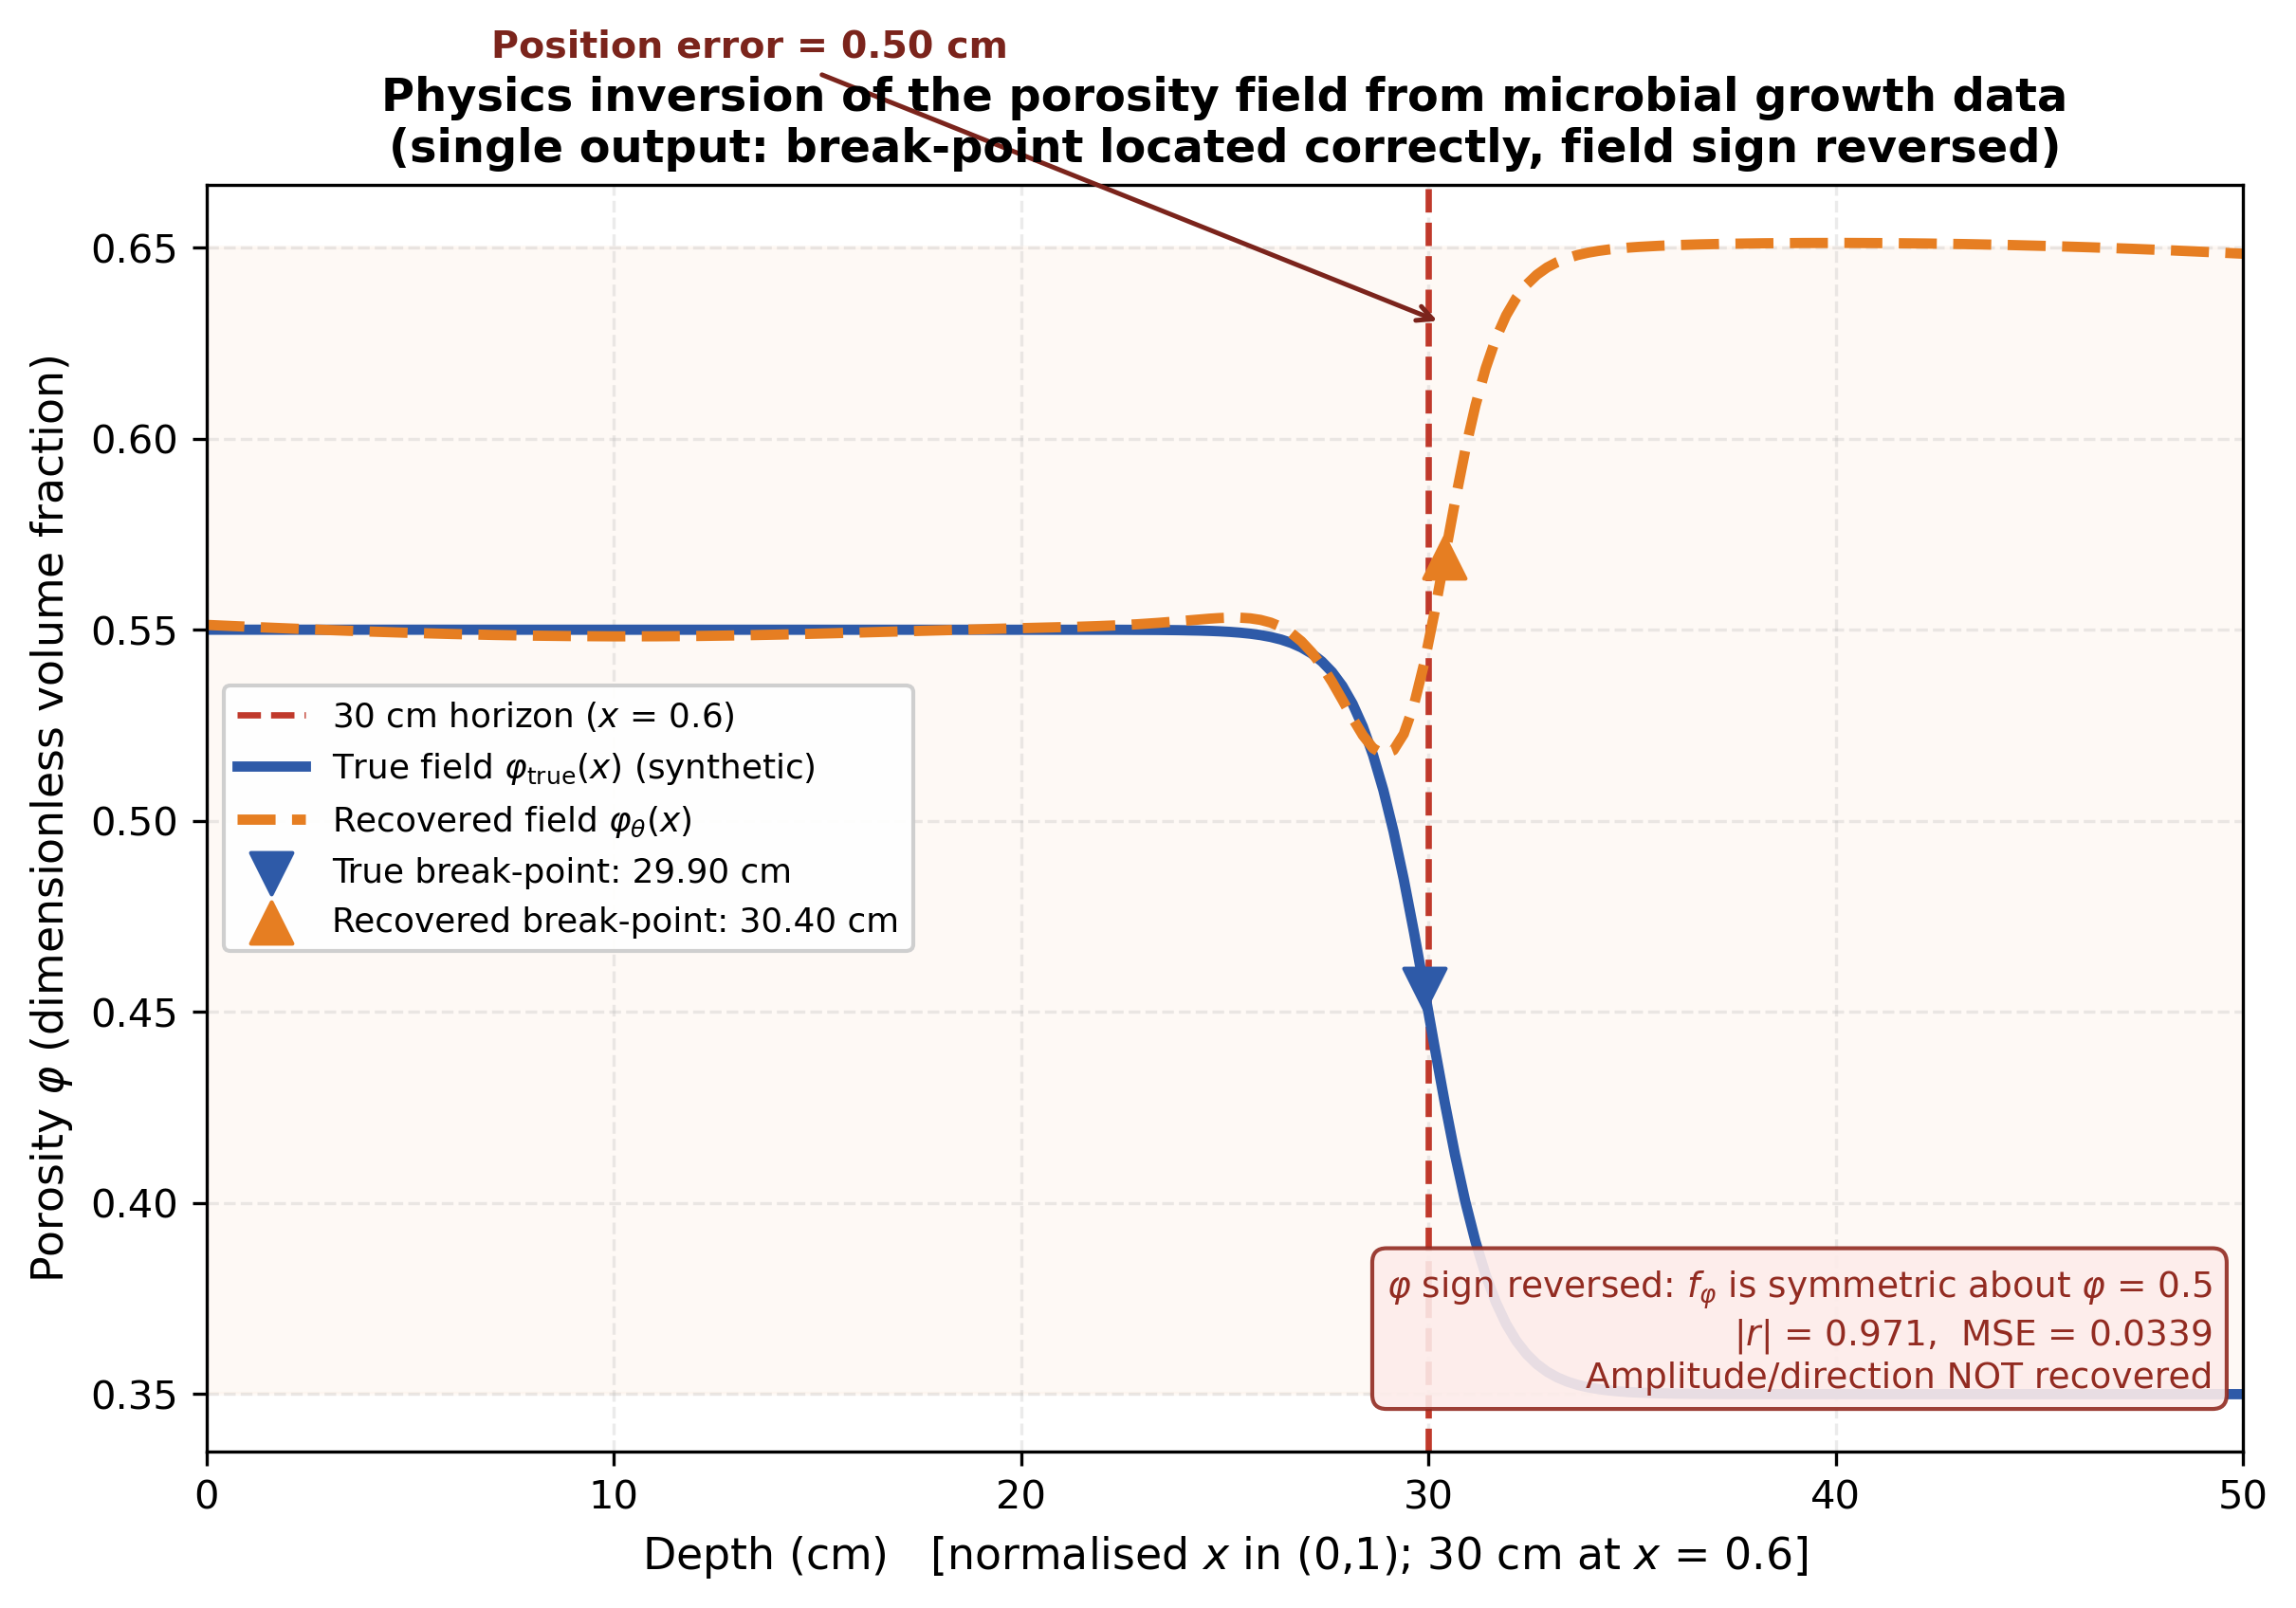 Position error = 0.50 cm
Physics inversion of the porosity field from microbial growth data
(single output: break-point located correctly, field sign reversed)
Porosity φ (dimensionless volume fraction)
0.65
0.60
0.55
0.50
0.45
0.40
0.35
30 cm horizon (x = 0.6)
True field φtrue(x) (synthetic)
Recovered field φθ(x)
True break-point: 29.90 cm
Recovered break-point: 30.40 cm
φ sign reversed: fφ is symmetric about φ = 0.5
|r| = 0.971, MSE = 0.0339
Amplitude/direction NOT recovered
0 10 20 30 40 50
Depth (cm) [normalised x in (0,1); 30 cm at x = 0.6]